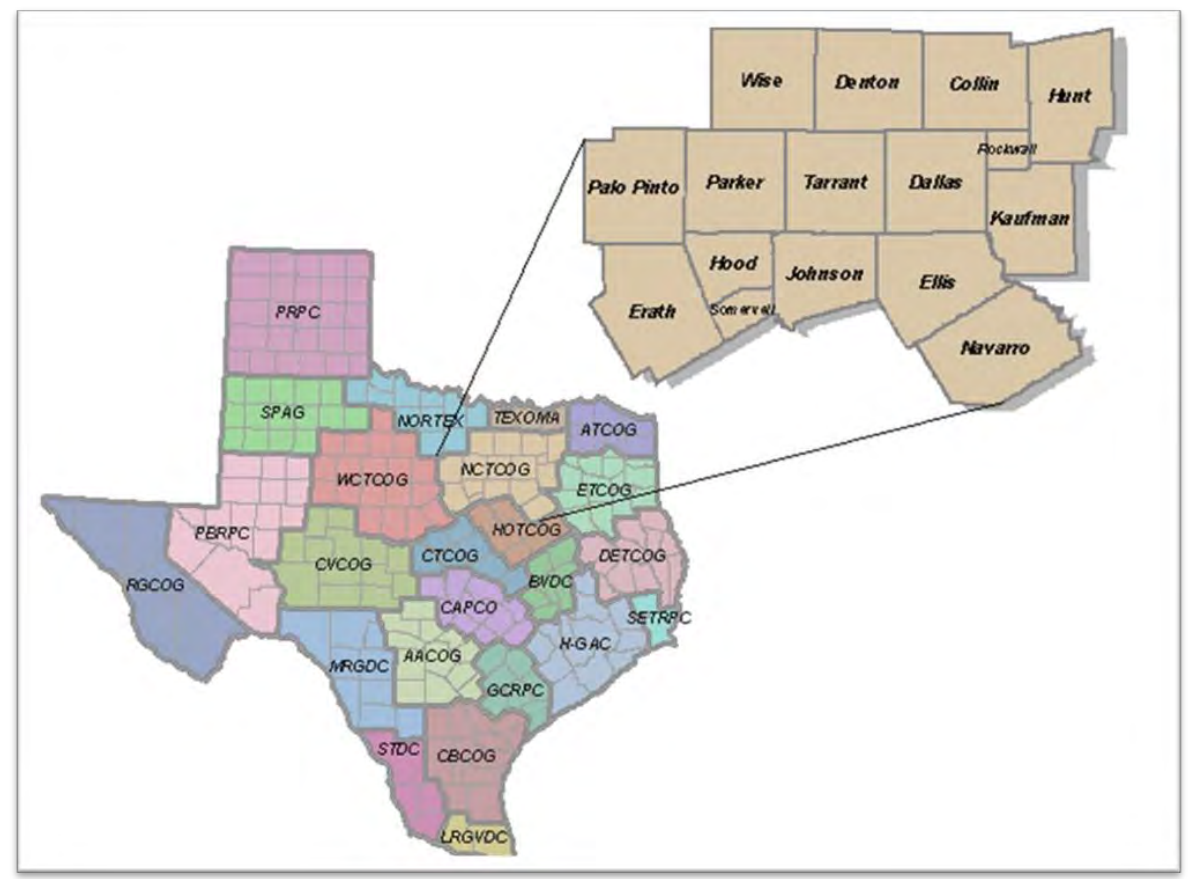 Wise
Denton
Collin
Hunt
Rockwall
Palo Pinto
Parker
Tarrant
Dallas
Kaufman
Hood
Johnson
Ellis
Erath
Somervell
Navarro
PRPC
SPAG
NORTEX
TEXOMA
ATCOG
WCTCOG
NCTCOG
ETCOG
PBRPC
HOTCOG
RGCOG
CVCOG
CTCOG
DETCOG
BVDC
CAPCO
SETRPC
H-GAC
MRGDC
AACOG
GCRPC
STDC
CBCOG
LRGVDC